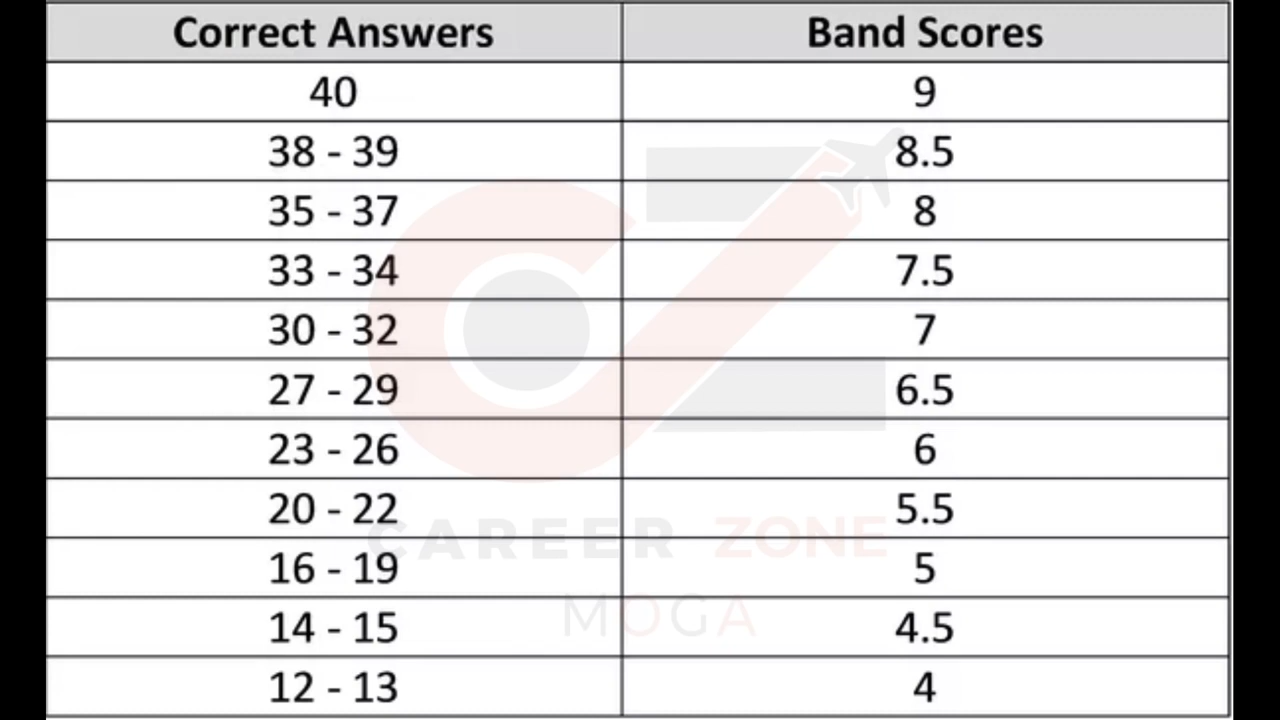 Correct Answers Band Scores
40 9
38 - 39 8.5
35 - 37 8
33 - 34 7.5
30 - 32 7
27 - 29 6.5
23 - 26 6
20 - 22 5.5
CAREER ZONE
16 - 19 5
MOGA
14 - 15 4.5
12 - 13 4